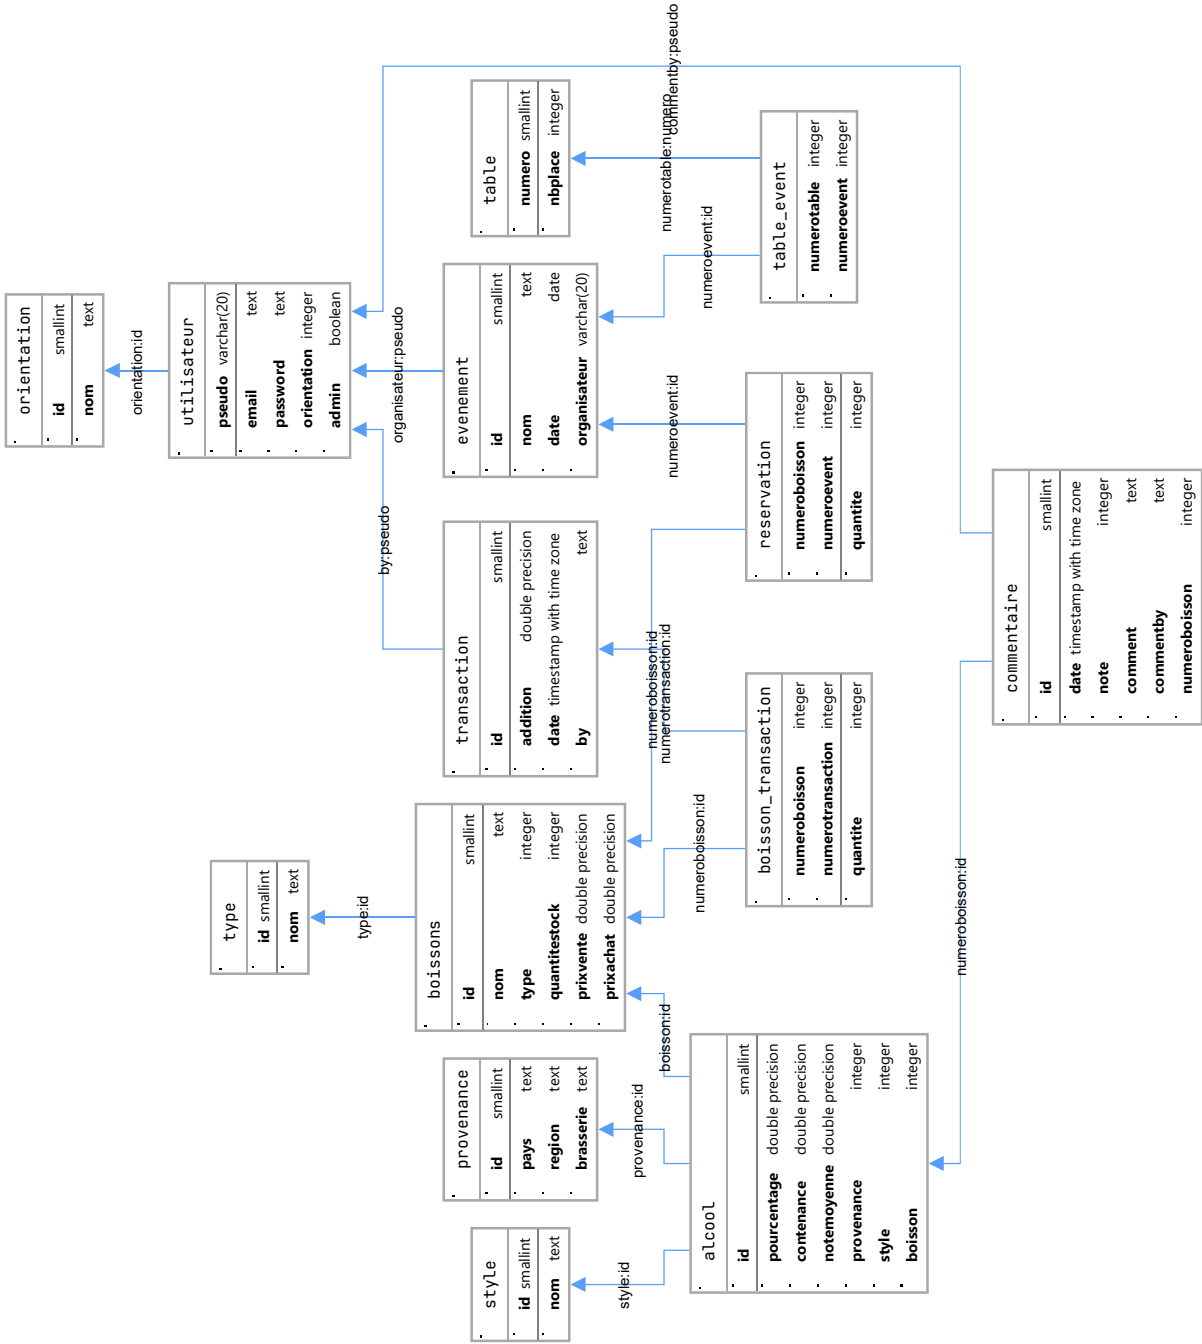 orientation
id smallint
nom text
orientation:id
utilisateur
pseudo varchar(20)
email text
password text
orientation integer
admin boolean
by:pseudo
organisateur:pseudo
commentby:pseudo
type
id smallint
nom text
type:id
style
id smallint
nom text
style:id
provenance
id smallint
pays text
region text
brasserie text
provenance:id
boissons
id smallint
nom text
type integer
quantitestock integer
prixvente double precision
prixachat double precision
boisson:id
numeroboisson:id
transaction
id smallint
addition double precision
date timestamp with time zone
by text
numeroboisson:id
numerotransaction:id
evenement
id smallint
nom text
date date
organisateur varchar(20)
numeroevent:id
numeroevent:id
table
numero smallint
nbplace integer
numerotable:numero
alcool
id smallint
pourcentage double precision
contenance double precision
notemoyenne double precision
provenance integer
style integer
boisson integer
boisson_transaction
numeroboisson integer
numerotransaction integer
quantite integer
reservation
numeroboisson integer
numeroevent integer
quantite integer
table_event
numerotable integer
numeroevent integer
numeroboisson:id
commentaire
id smallint
date timestamp with time zone
note integer
comment text
commentby text
numeroboisson integer